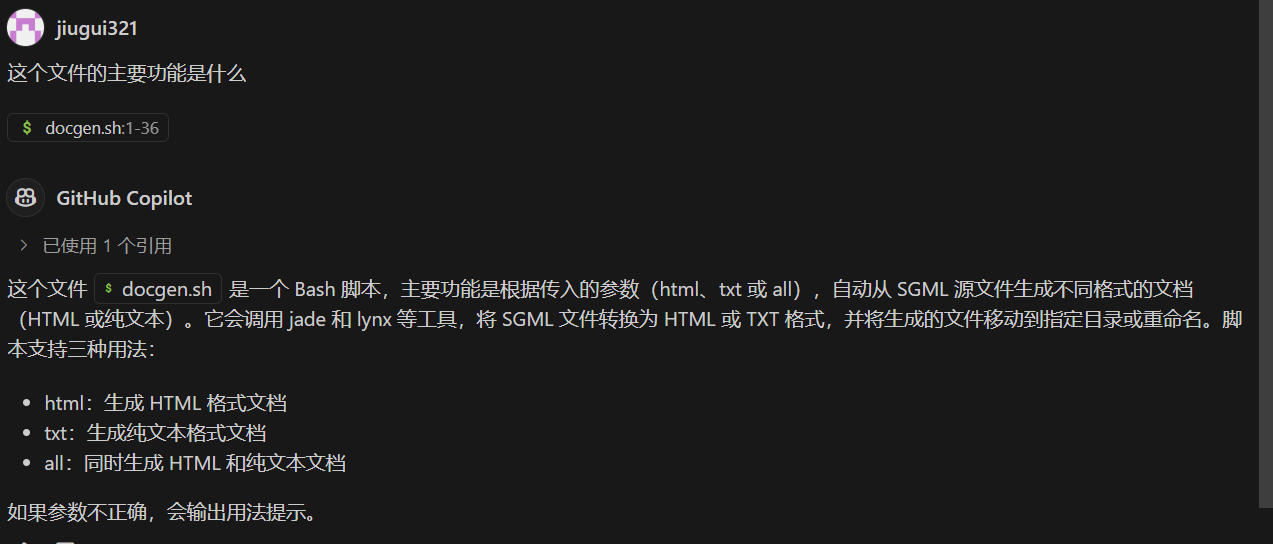 jiugui321
这个文件的主要功能是什么
$ docgen.sh:1-36
GitHub Copilot
已使用 1 个引用
这个文件 $ docgen.sh 是一个 Bash 脚本，主要功能是根据传入的参数（html、txt 或 all），自动从 SGML 源文件生成不同格式的文档
（HTML 或纯文本）。它会调用 jade 和 lynx 等工具，将 SGML 文件转换为 HTML 或 TXT 格式，并将生成的文件移动到指定目录或重命名。脚
本支持三种用法：
• html：生成 HTML 格式文档
• txt：生成纯文本格式文档
• all：同时生成 HTML 和纯文本文档
如果参数不正确，会输出用法提示。